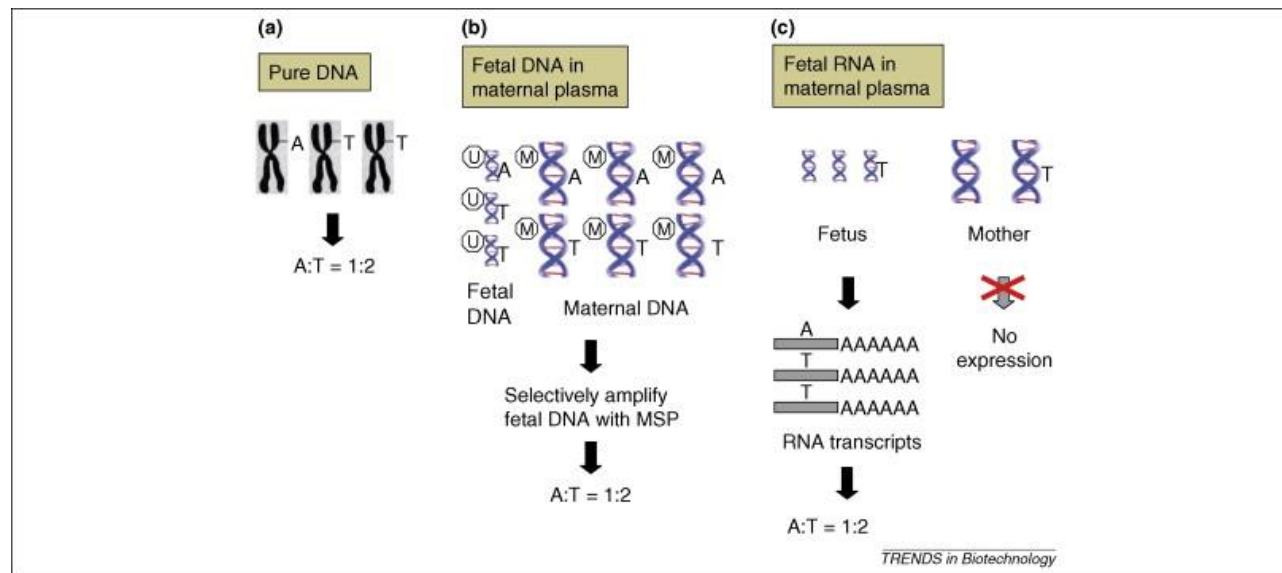 (a)
Pure DNA
A T T
A:T = 1:2
(b)
Fetal DNA in
maternal plasma
U A M A M A M A
U T
U T M T M T M T
Fetal
DNA
Maternal DNA
Selectively amplify
fetal DNA with MSP
A:T = 1:2
(c)
Fetal RNA in
maternal plasma
T T
Fetus Mother
A
AAAAAA
T
AAAAAA
T
AAAAAA
No
expression
RNA transcripts
A:T = 1:2
TRENDS in Biotechnology